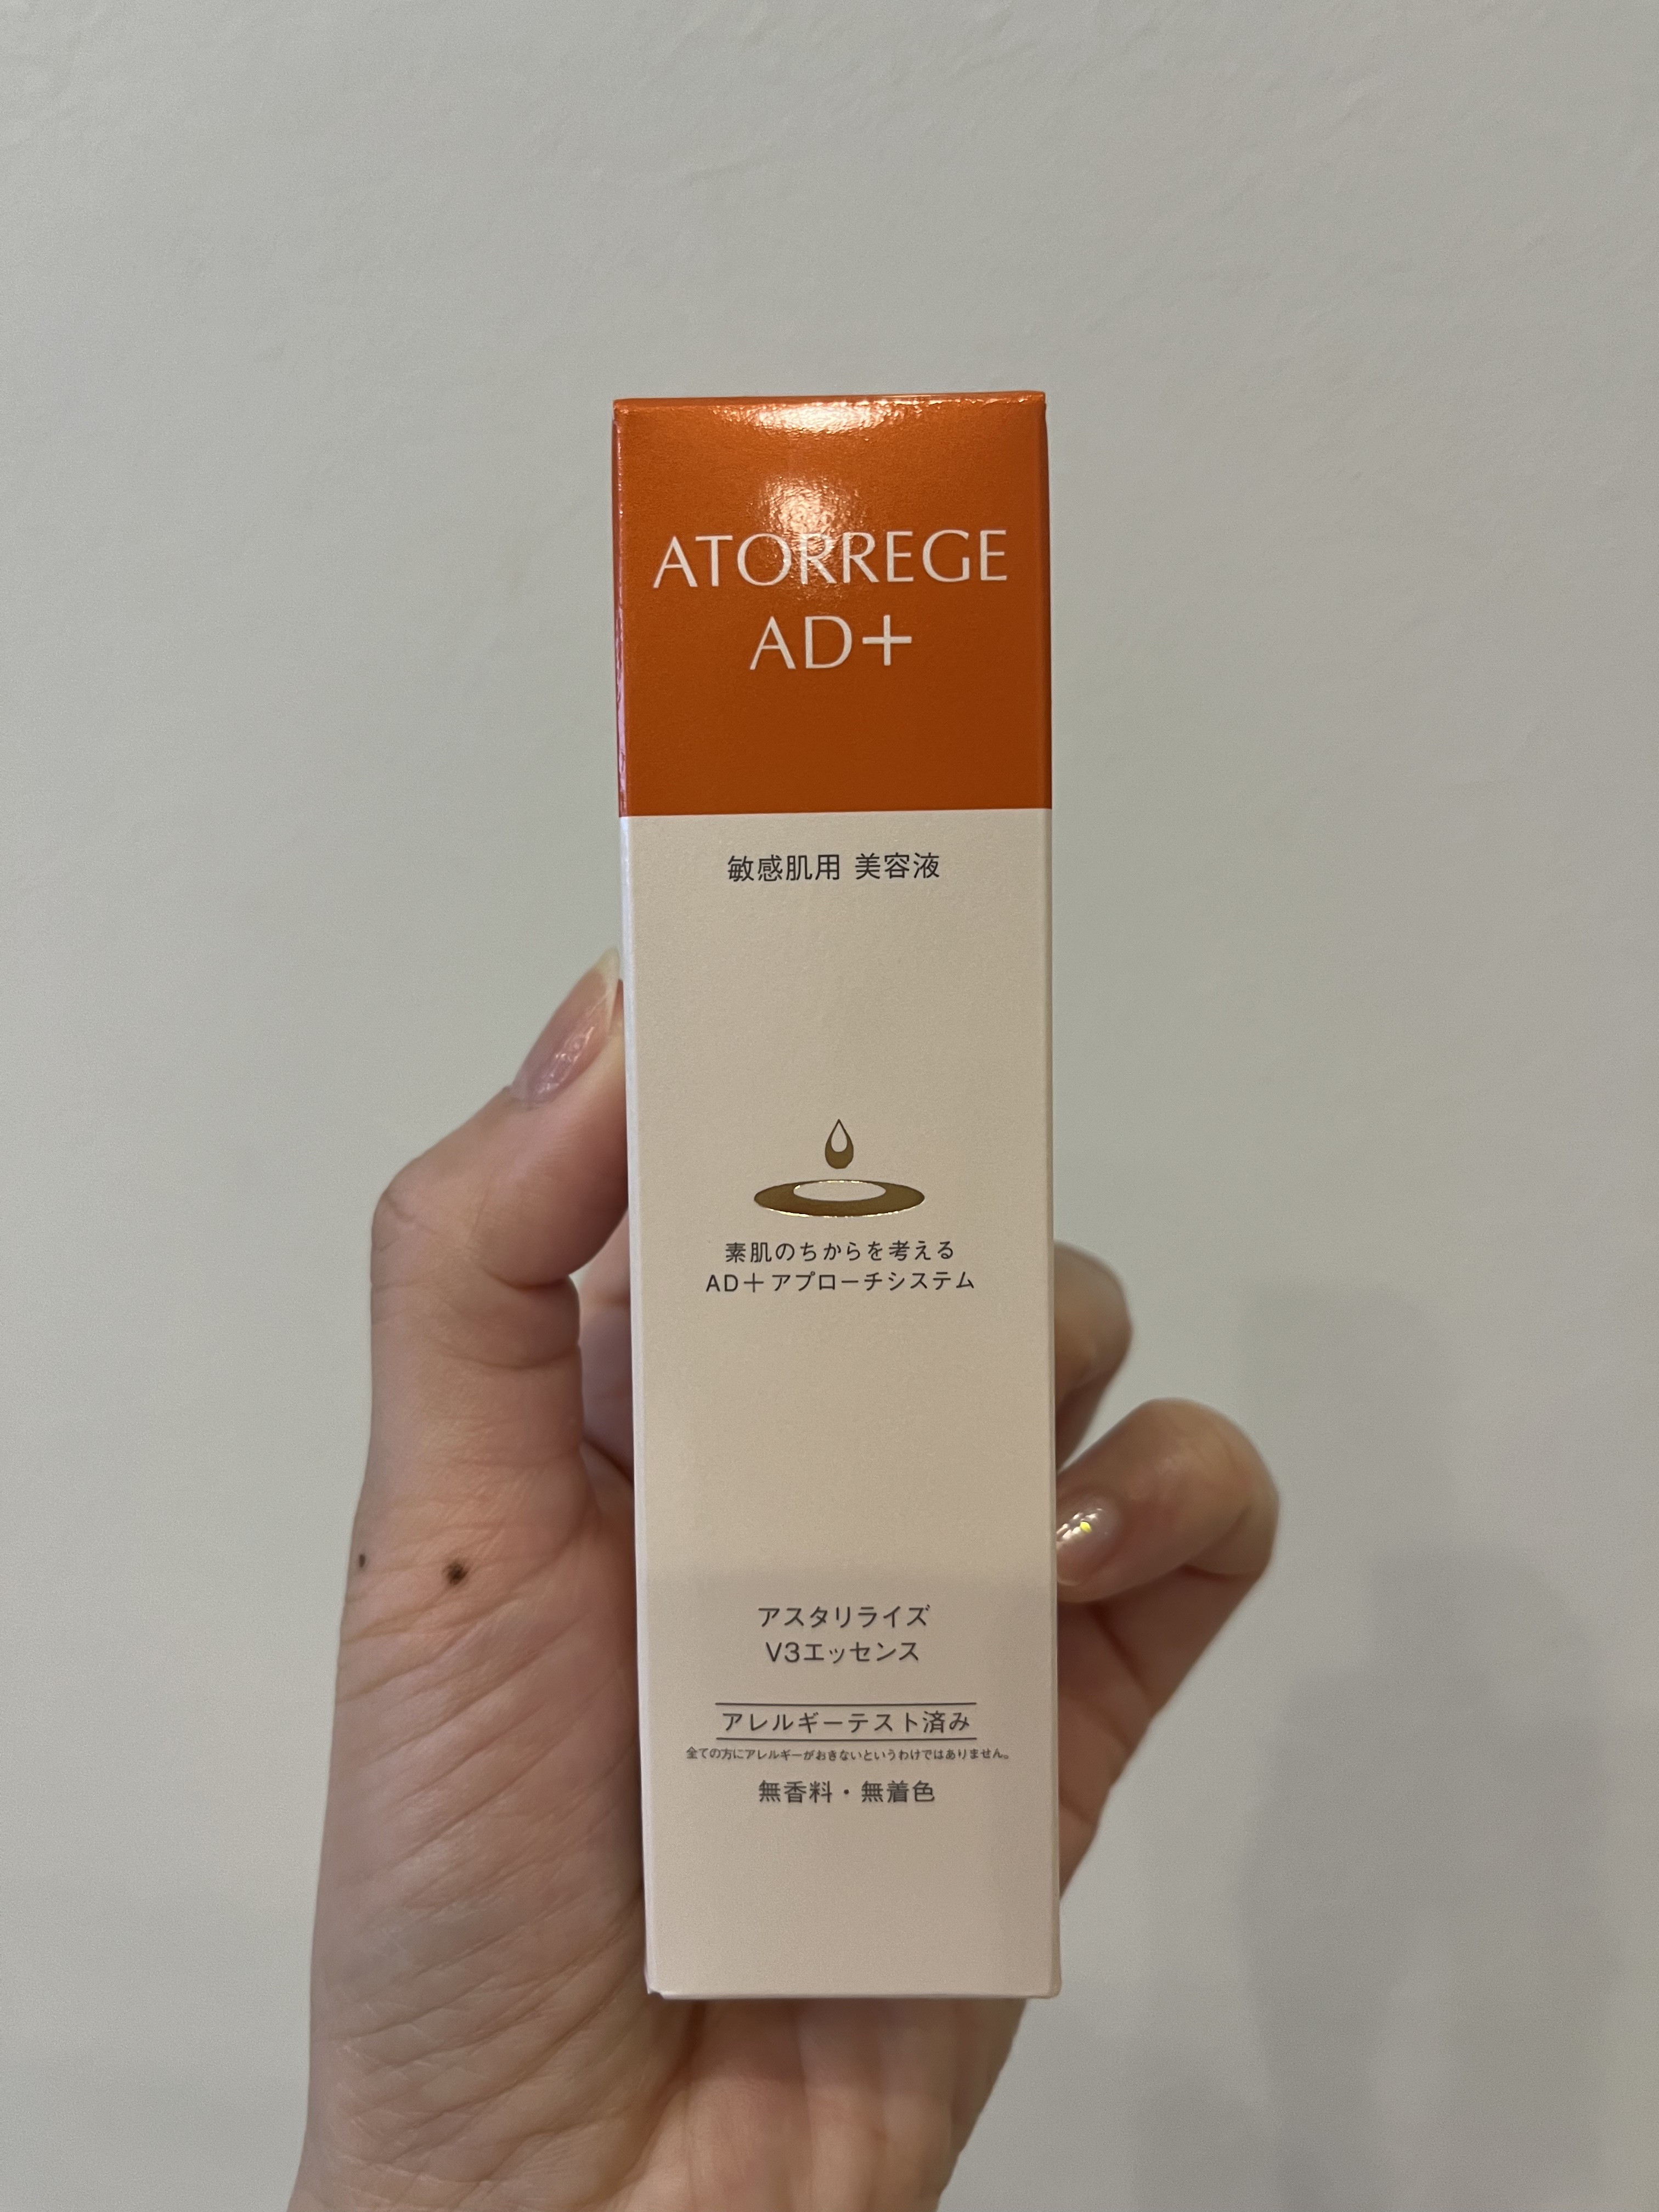 ATORREGE
AD+
敏感肌用 美容液
素肌のちからを考える
AD+アプローチシステム
アスタリライズ
V3エッセンス
アレルギーテスト済み
全ての方にアレルギーがおきないというわけではありません。
無香料・無着色